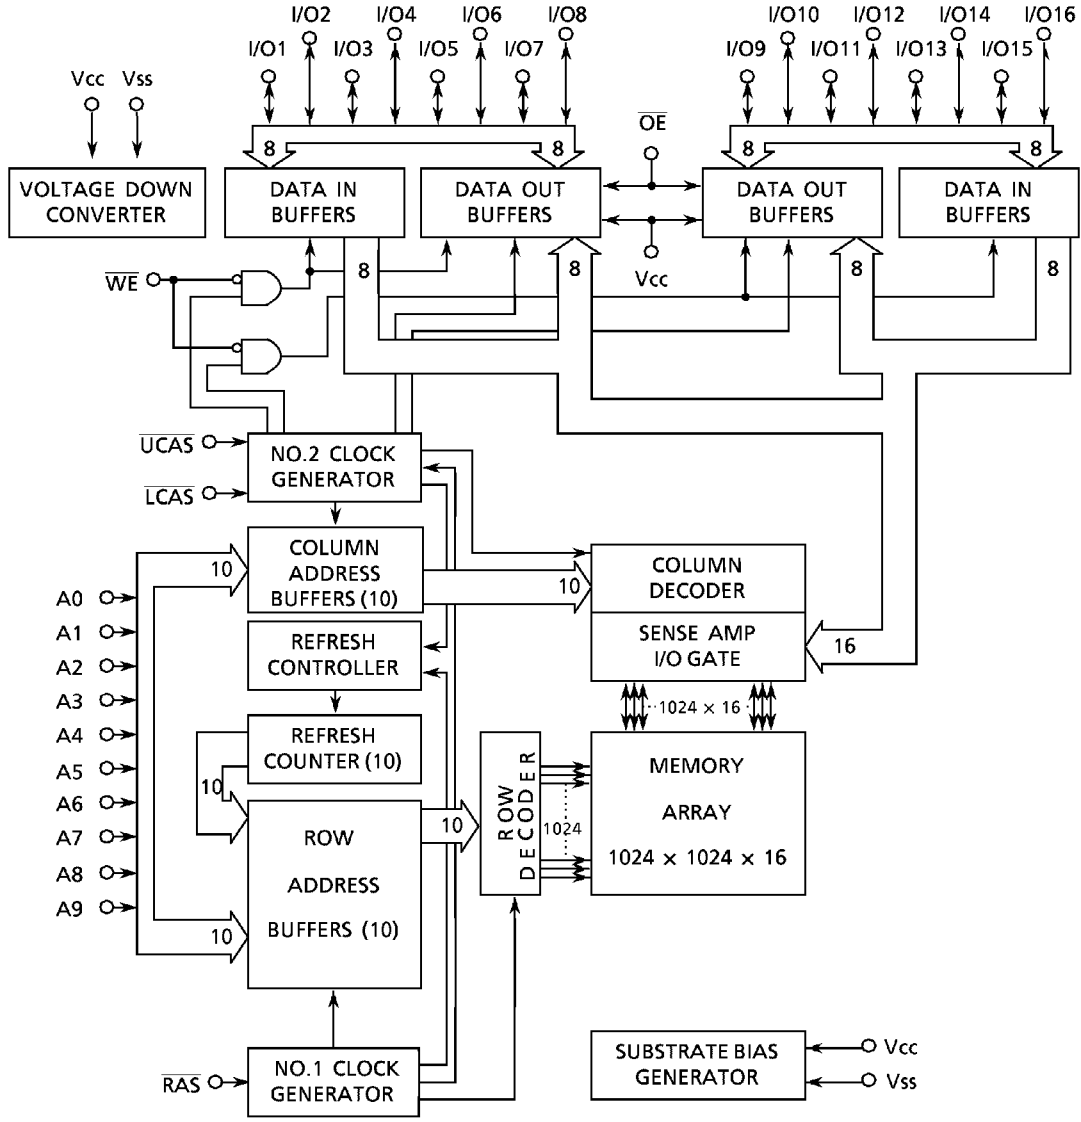 I/O2 I/O4 I/O6 I/O8 I/O10 I/O12 I/O14 I/O16
I/O1 I/O3 I/O5 I/O7 I/O9 I/O11 I/O13 I/O15
Vcc Vss
OE
8 8 8 8
VOLTAGE DOWN
CONVERTER
DATA IN
BUFFERS
DATA OUT
BUFFERS
DATA OUT
BUFFERS
DATA IN
BUFFERS
WE
8 8 Vcc 8 8
UCAS
LCAS
NO.2 CLOCK
GENERATOR
COLUMN
ADDRESS
BUFFERS (10)
10
10
COLUMN
DECODER
SENSE AMP
I/O GATE
16
A0
A1
A2
A3
A4
A5
A6
A7
A8
A9
REFRESH
CONTROLLER
REFRESH
COUNTER (10)
10
1024 × 16
ROW
ADDRESS
BUFFERS (10)
10
10
ROW
DECODER
1024
MEMORY
ARRAY
1024 × 1024 × 16
RAS
NO.1 CLOCK
GENERATOR
SUBSTRATE BIAS
GENERATOR
Vcc
Vss